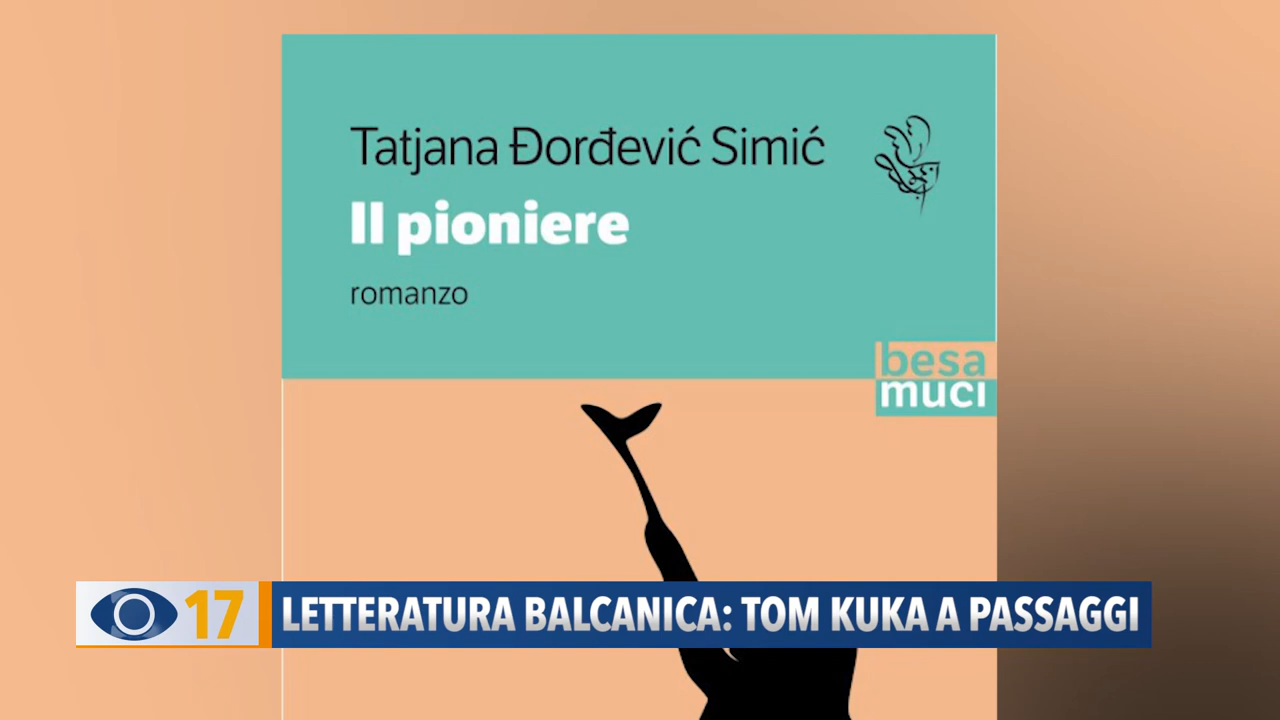 Tatjana Đorđević Simić
Il pioniere
romanzo
besa
muci
17
LETTERATURA BALCANICA: TOM KUKA A PASSAGGI